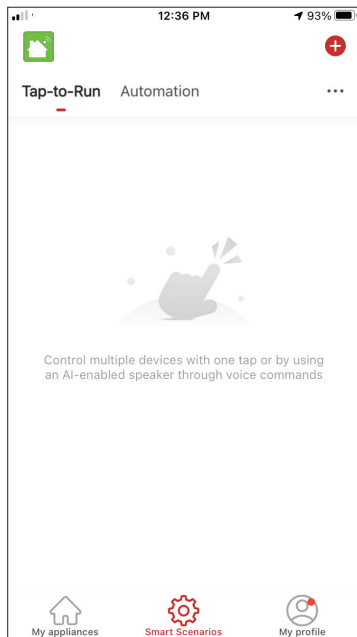 12:36 PM
93%
Tap-to-Run Automation
Control multiple devices with one tap or by using
an AI-enabled speaker through voice commands
My appliances Smart Scenarios My profile